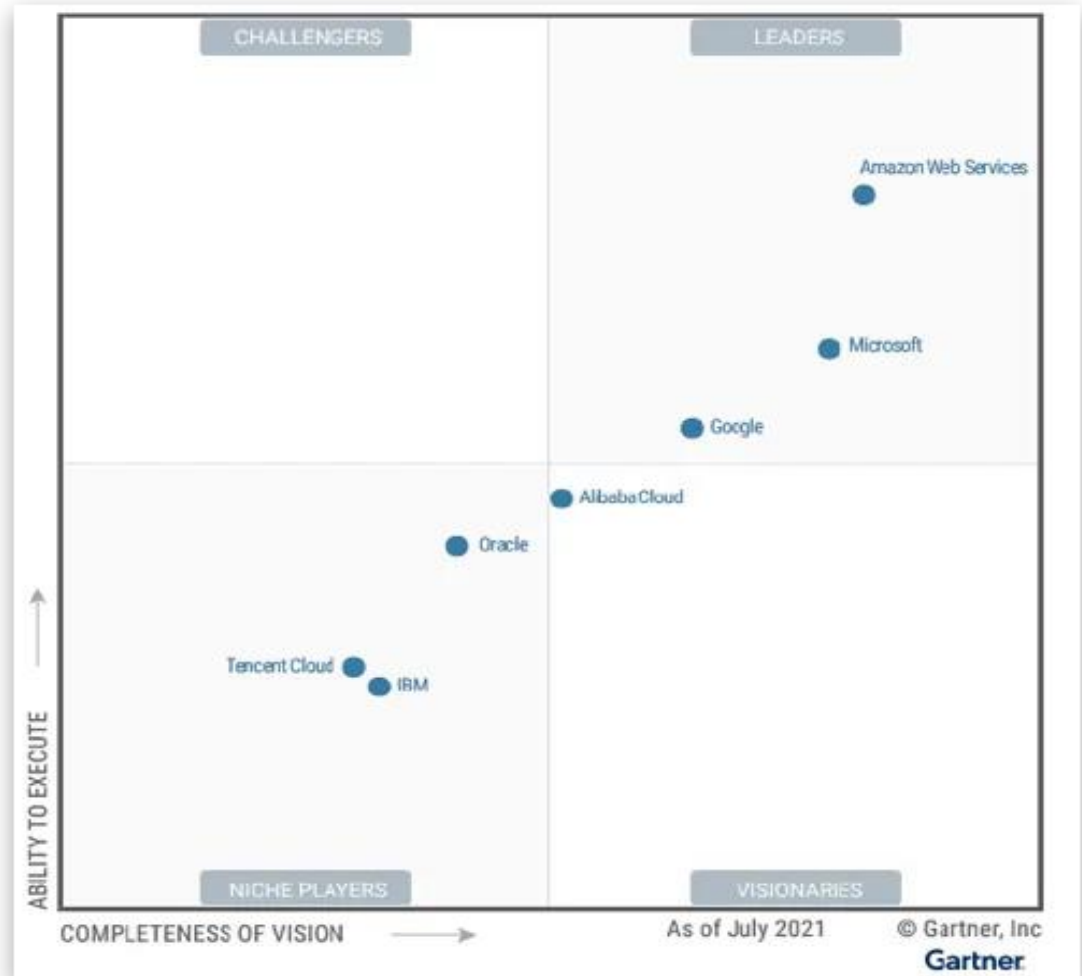 CHALLENGERS
LEADERS
Amazon Web Services
Microsoft
Google
Alibaba Cloud
Oracle
Tencent Cloud
IBM
ABILITY TO EXECUTE
NICHE PLAYERS
VISIONARIES
COMPLETENESS OF VISION
As of July 2021
© Gartner, Inc
Gartner